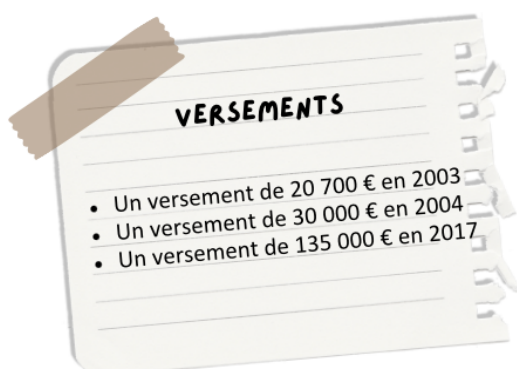 VERSEMENTS
• Un versement de 20 700 € en 2003
• Un versement de 30 000 € en 2004
• Un versement de 135 000 € en 2017